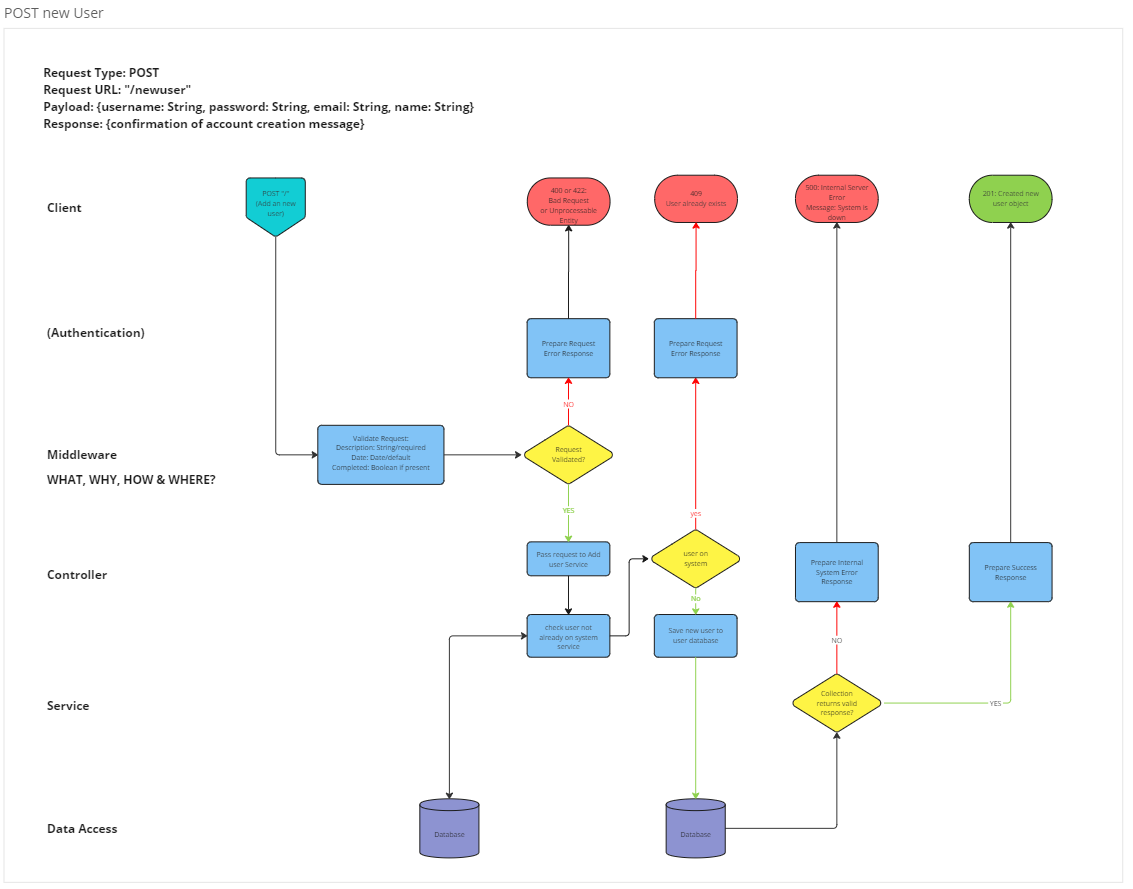 POST new User
Request Type: POST
Request URL: "/newuser"
Payload: {username: String, password: String, email: String, name: String}
Response: {confirmation of account creation message}
Client
POST "/"
(Add an new
user)
400 or 422:
Bad Request
or Unprocessable
Entity
409
User already exists
500: Internal Server
Error
Message: System is
down
201: Created new
user object
(Authentication)
Prepare Request
Error Response
Prepare Request
Error Response
NO
Middleware
WHAT, WHY, HOW & WHERE?
Validate Request:
Description: String/required
Date: Date/default
Completed: Boolean if present
Request
Validated?
YES
yes
Controller
Pass request to Add
user Service
user on
system
Prepare Internal
System Error
Response
Prepare Success
Response
No
check user not
already on system
service
Save new user to
user database
NO
Service
Collection
returns valid
response?
YES
Data Access
Database
Database